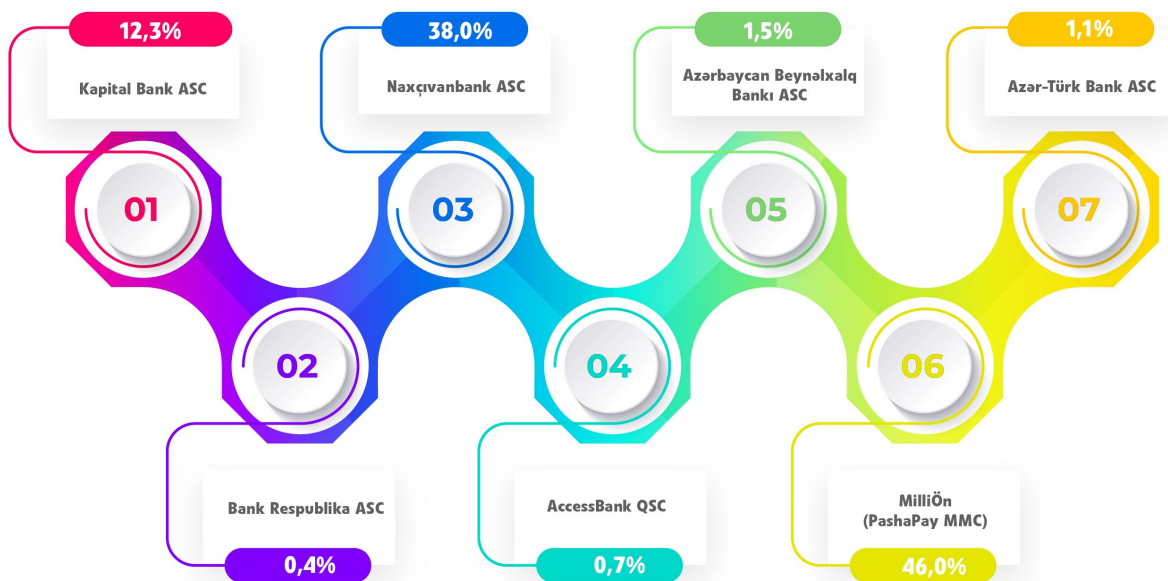 12,3%
Kapital Bank ASC
01
02
Bank Respublika ASC
0,4%
38,0%
Naxçıvanbank ASC
03
04
AccessBank QSC
0,7%
1,5%
Azərbaycan Beynəlxalq
Bankı ASC
05
06
MilliÖn
(PashaPay MMC)
46,0%
1,1%
Azər-Türk Bank ASC
07